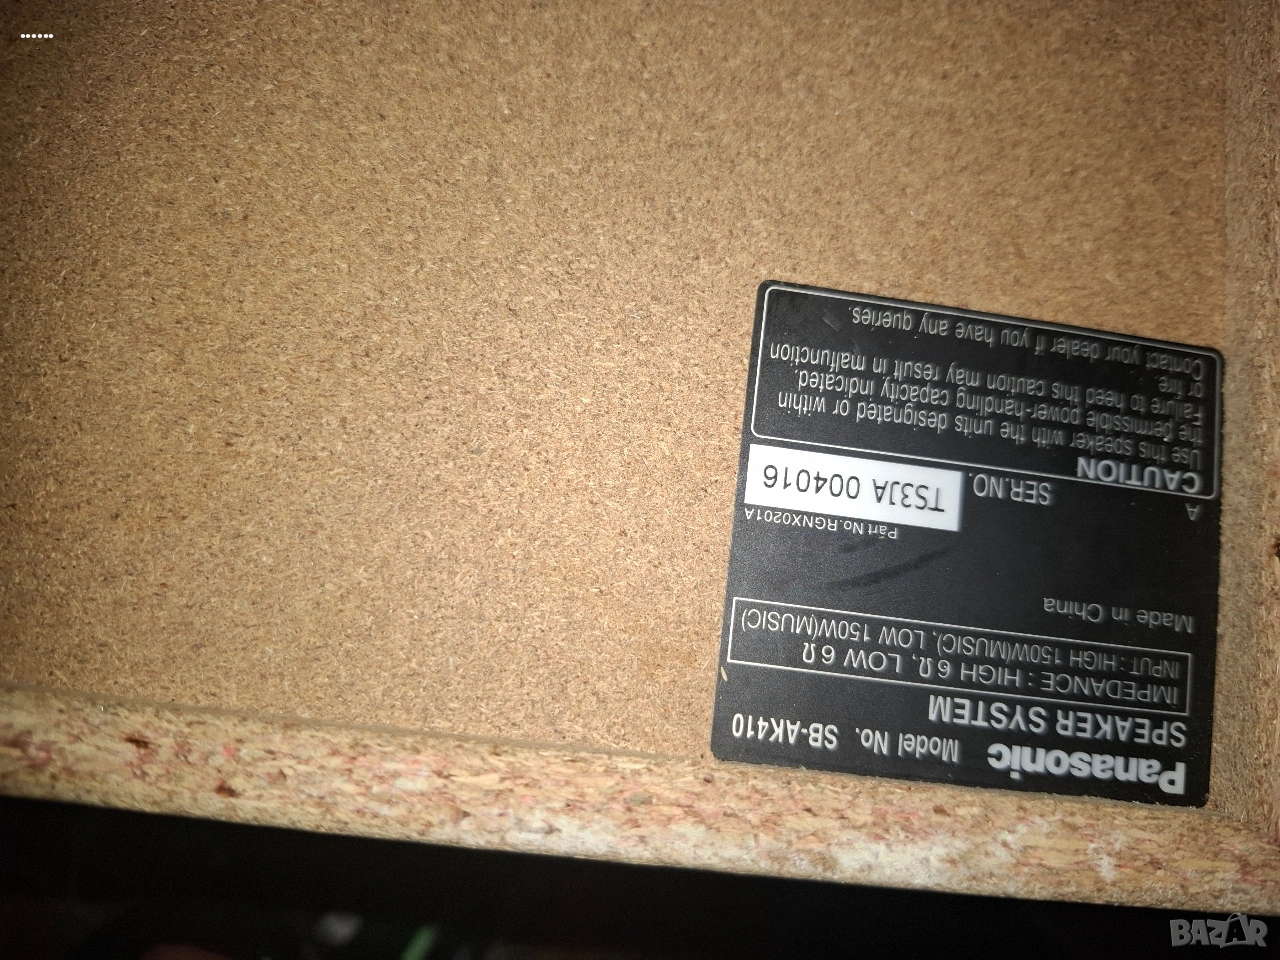 Panasonic Model No. SB-AK410
SPEAKER SYSTEM
IMPEDANCE : HIGH 6Ω, LOW 6Ω
INPUT : HIGH 150W(MUSIC), LOW 150W(MUSIC)
Made in China
Part No.RGNX0201A
A
SER.NO. TS3JA 004016
CAUTION
Use this speaker with the units designated or within
the permissible power-handling capacity indicated.
Failure to heed this caution may result in malfunction
or fire.
Contact your dealer if you have any queries.
BAZAR